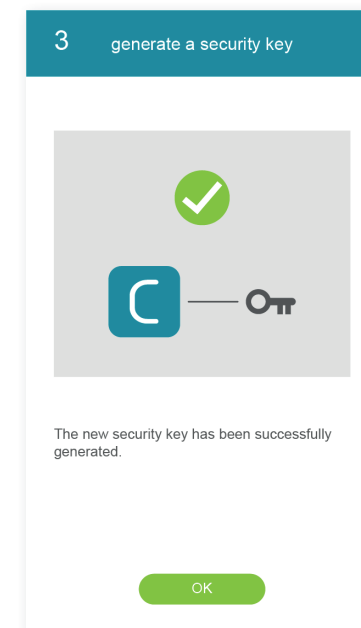 3 generate a security key
C
The new security key has been successfully
generated.
OK